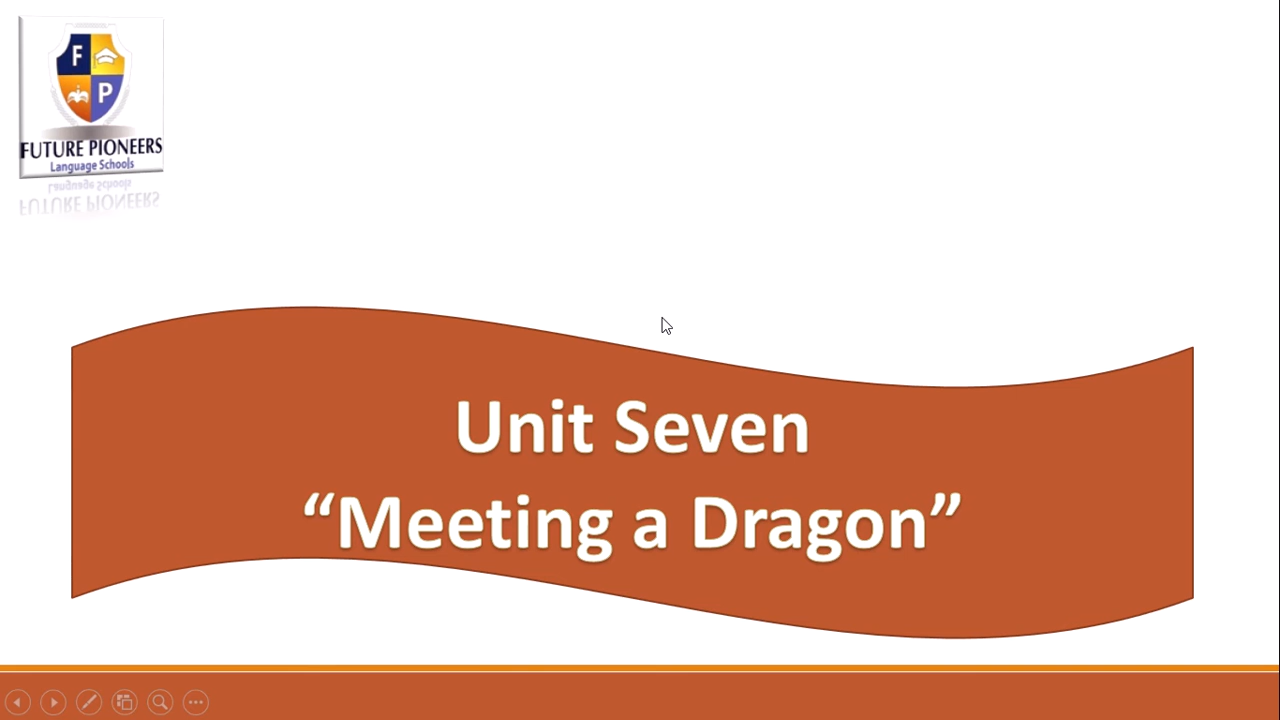 F
P
FUTURE PIONEERS
Language Schools
Unit Seven
“Meeting a Dragon”